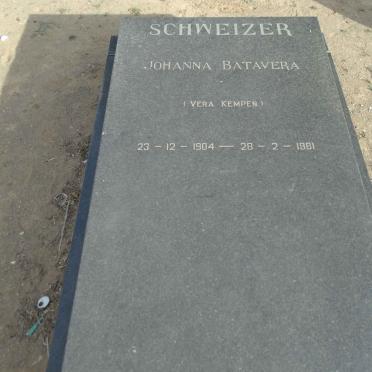 SCHWEIZER
JOHANNA BATAVERA
(VERA KEMPEN)
23-12-1904 — 28-2-1981